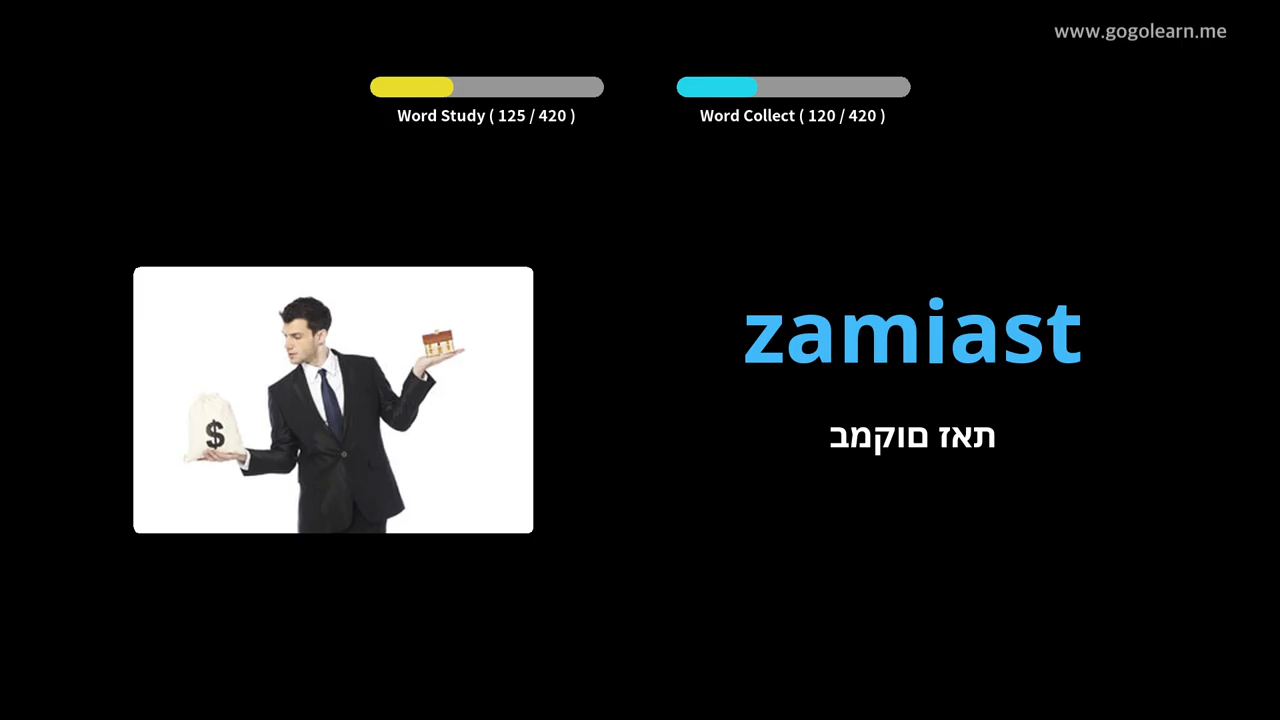 www.gogolearn.me
Word Study ( 125 / 420 )
Word Collect ( 120 / 420 )
zamiast
תאז םוקמב
$